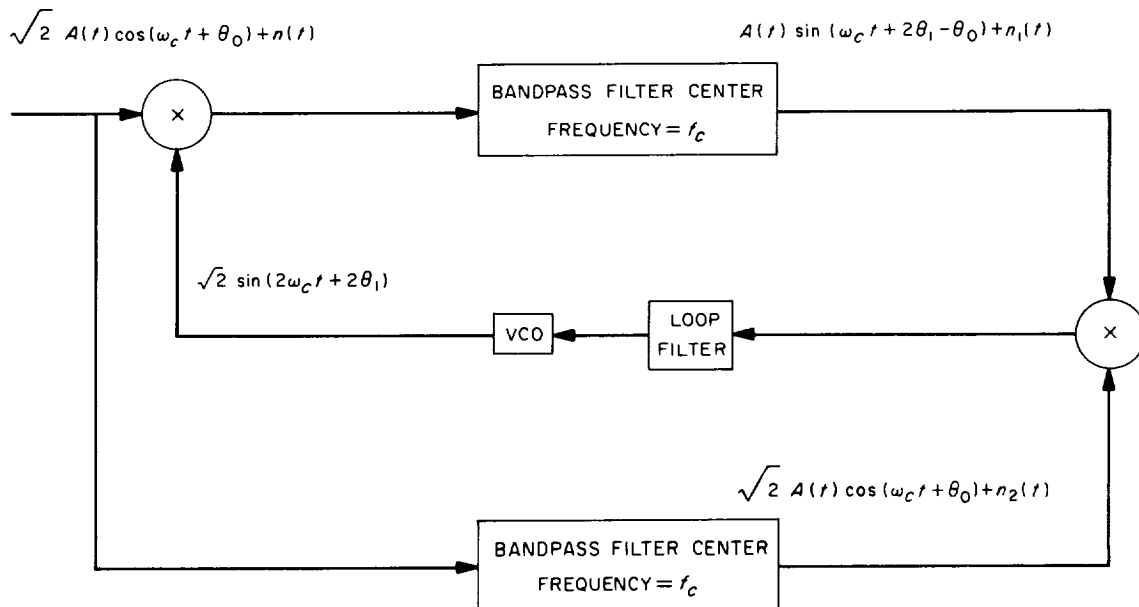 √2 A(t) cos(ω_c t + θ_0) + n(t)
A(t) sin (ω_c t + 2θ_1 - θ_0) + n_1(t)
×
BANDPASS FILTER CENTER
FREQUENCY = f_c
√2 sin(2ω_c t + 2θ_1)
VCO
LOOP
FILTER
×
√2 A(t) cos(ω_c t + θ_0) + n_2(t)
BANDPASS FILTER CENTER
FREQUENCY = f_c